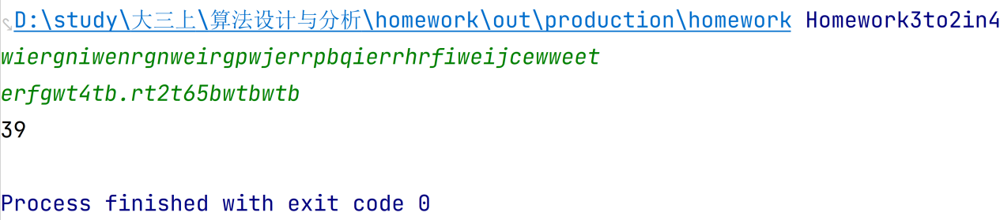 D:\study\大三上\算法设计与分析\homework\out\production\homework Homework3to2in4
wiergniwenrgnweirgpwjerrpbqierrhrfiweijcewweet
erfgwt4tb.rt2t65bwtbwtb
39
Process finished with exit code 0